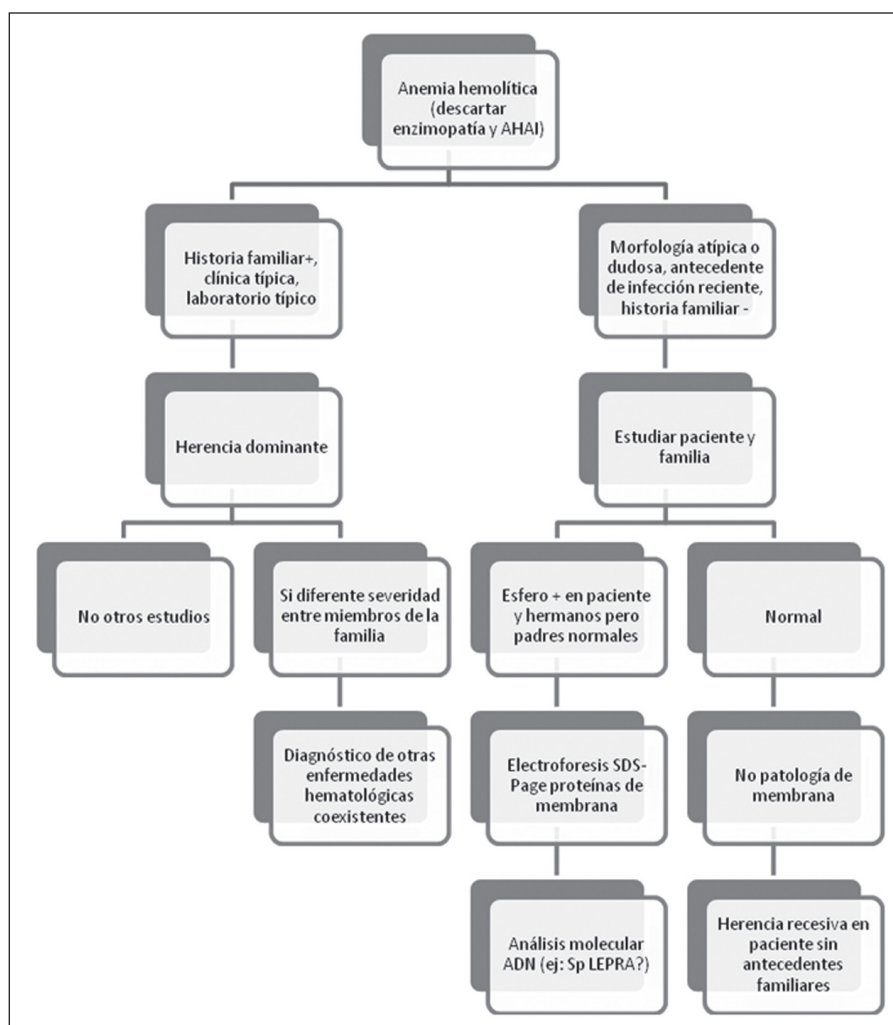 Anemia hemolítica
(descartar
enzimopatía y AHAI)
Historia familiar+,
clínica típica,
laboratorio típico
Morfología atípica o
dudosa, antecedente
de infección reciente,
historia familiar -
Herencia dominante
Estudiar paciente y
familia
No otros estudios
Si diferente severidad
entre miembros de la
familia
Esfero + en paciente
y hermanos pero
padres normales
Normal
Diagnóstico de otras
enfermedades
hematológicas
coexistentes
Electroforesis SDS-
Page proteínas de
membrana
No patología de
membrana
Análisis molecular
ADN (ej: Sp LEPRA?)
Herencia recesiva en
paciente sin
antecedentes
familiares